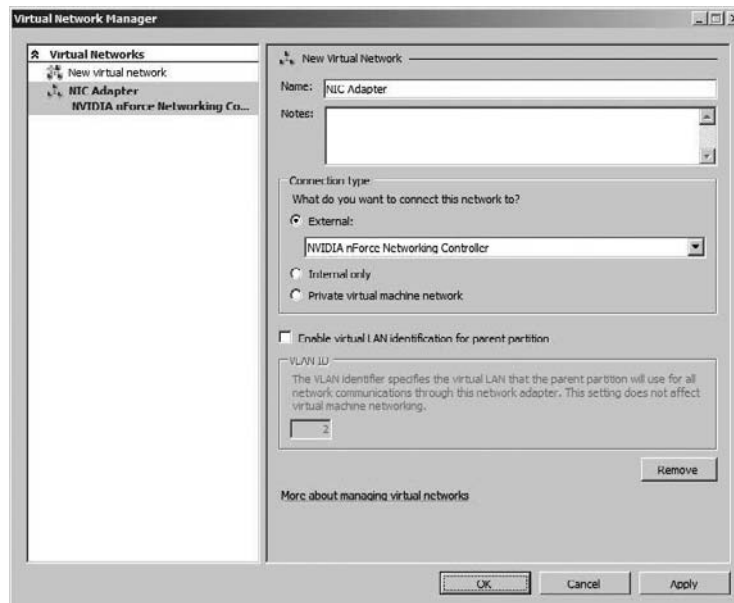 Virtual Network Manager
Virtual Networks
New virtual network
NIC Adapter
NVIDIA nForce Networking Co...
New Virtual Network
Name: NIC Adapter
Notes:
Connection type
What do you want to connect this network to?
External:
NVIDIA nForce Networking Controller
Internal only
Private virtual machine network
Enable virtual LAN identification for parent partition
VLAN ID
The VLAN identifier specifies the virtual LAN that the parent partition will use for all
network communications through this network adapter. This setting does not affect
virtual machine networking.
2
Remove
More about managing virtual networks
OK Cancel Apply